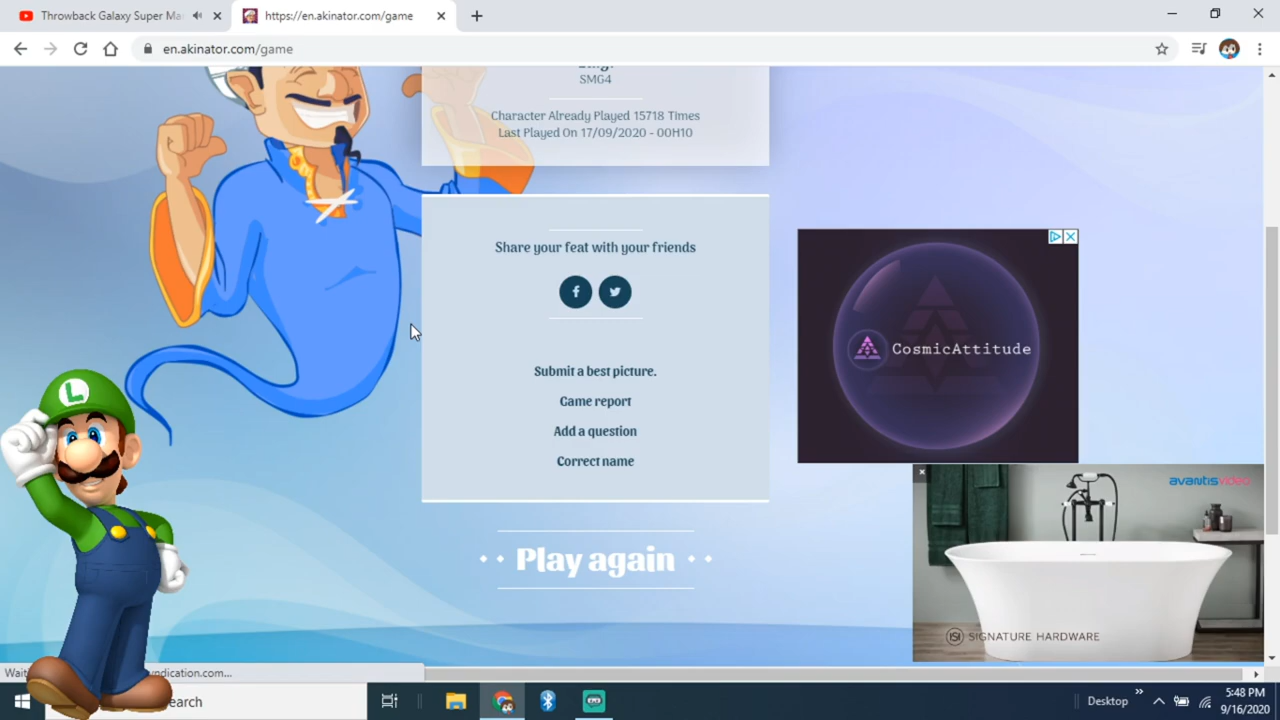 Throwback Galaxy Super Ma
https://en.akinator.com/game
en.akinator.com/game
SMG4
Character Already Played 15718 Times
Last Played On 17/09/2020 - 00H10
Share your feat with your friends
Submit a best picture.
Game report
Add a question
Correct name
Play again
CosmicAttitude
avantisvideo
SIGNATURE HARDWARE
L
Wait
ndication.com...
earch
Desktop
5:48 PM
9/16/2020